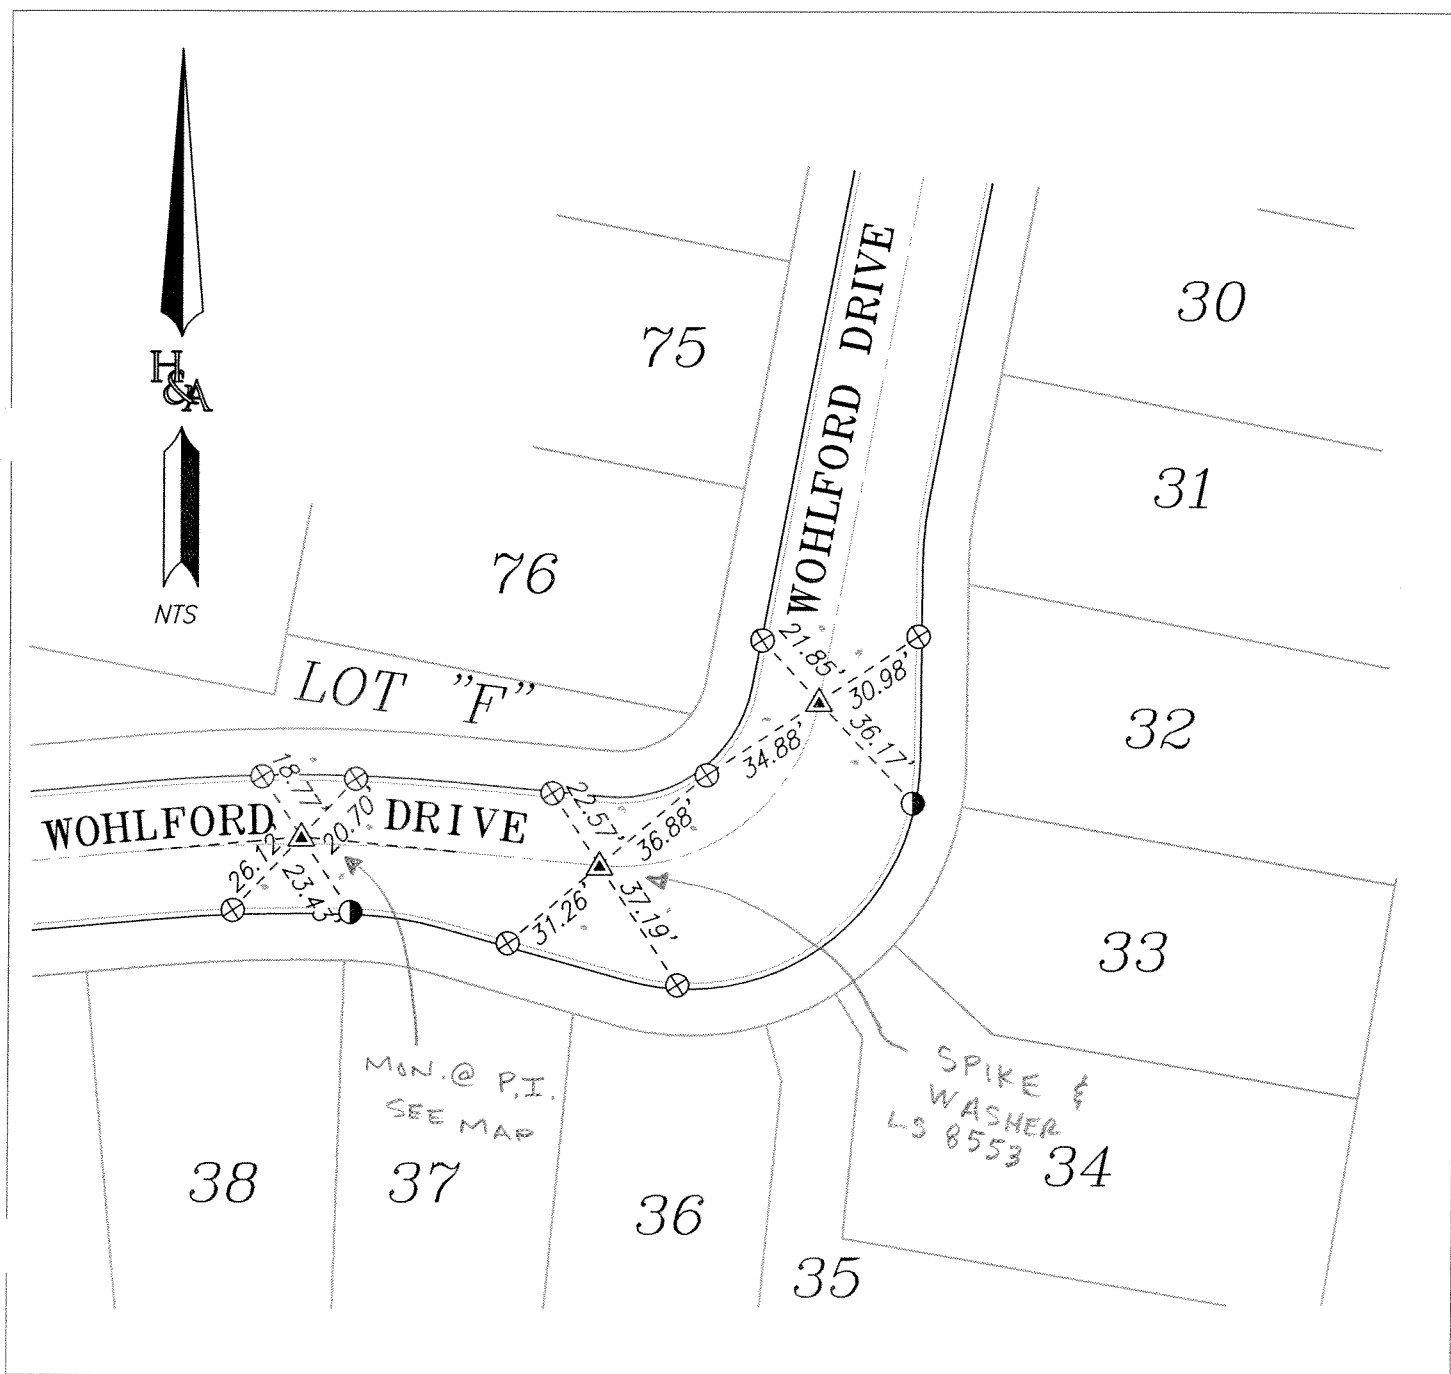 H&A
NTS
WOHLFORD DRIVE
75
30
31
76
LOT "F"
21.85'
30.98'
34.88'
36.17'
32
WOHLFORD DRIVE
18.77'
20.70'
26.12'
23.43'
22.57'
36.88'
31.26'
37.19'
33
MON. @ P.I.
SEE MAP
SPIKE &
WASHER
LS 8553
34
38
37
36
35